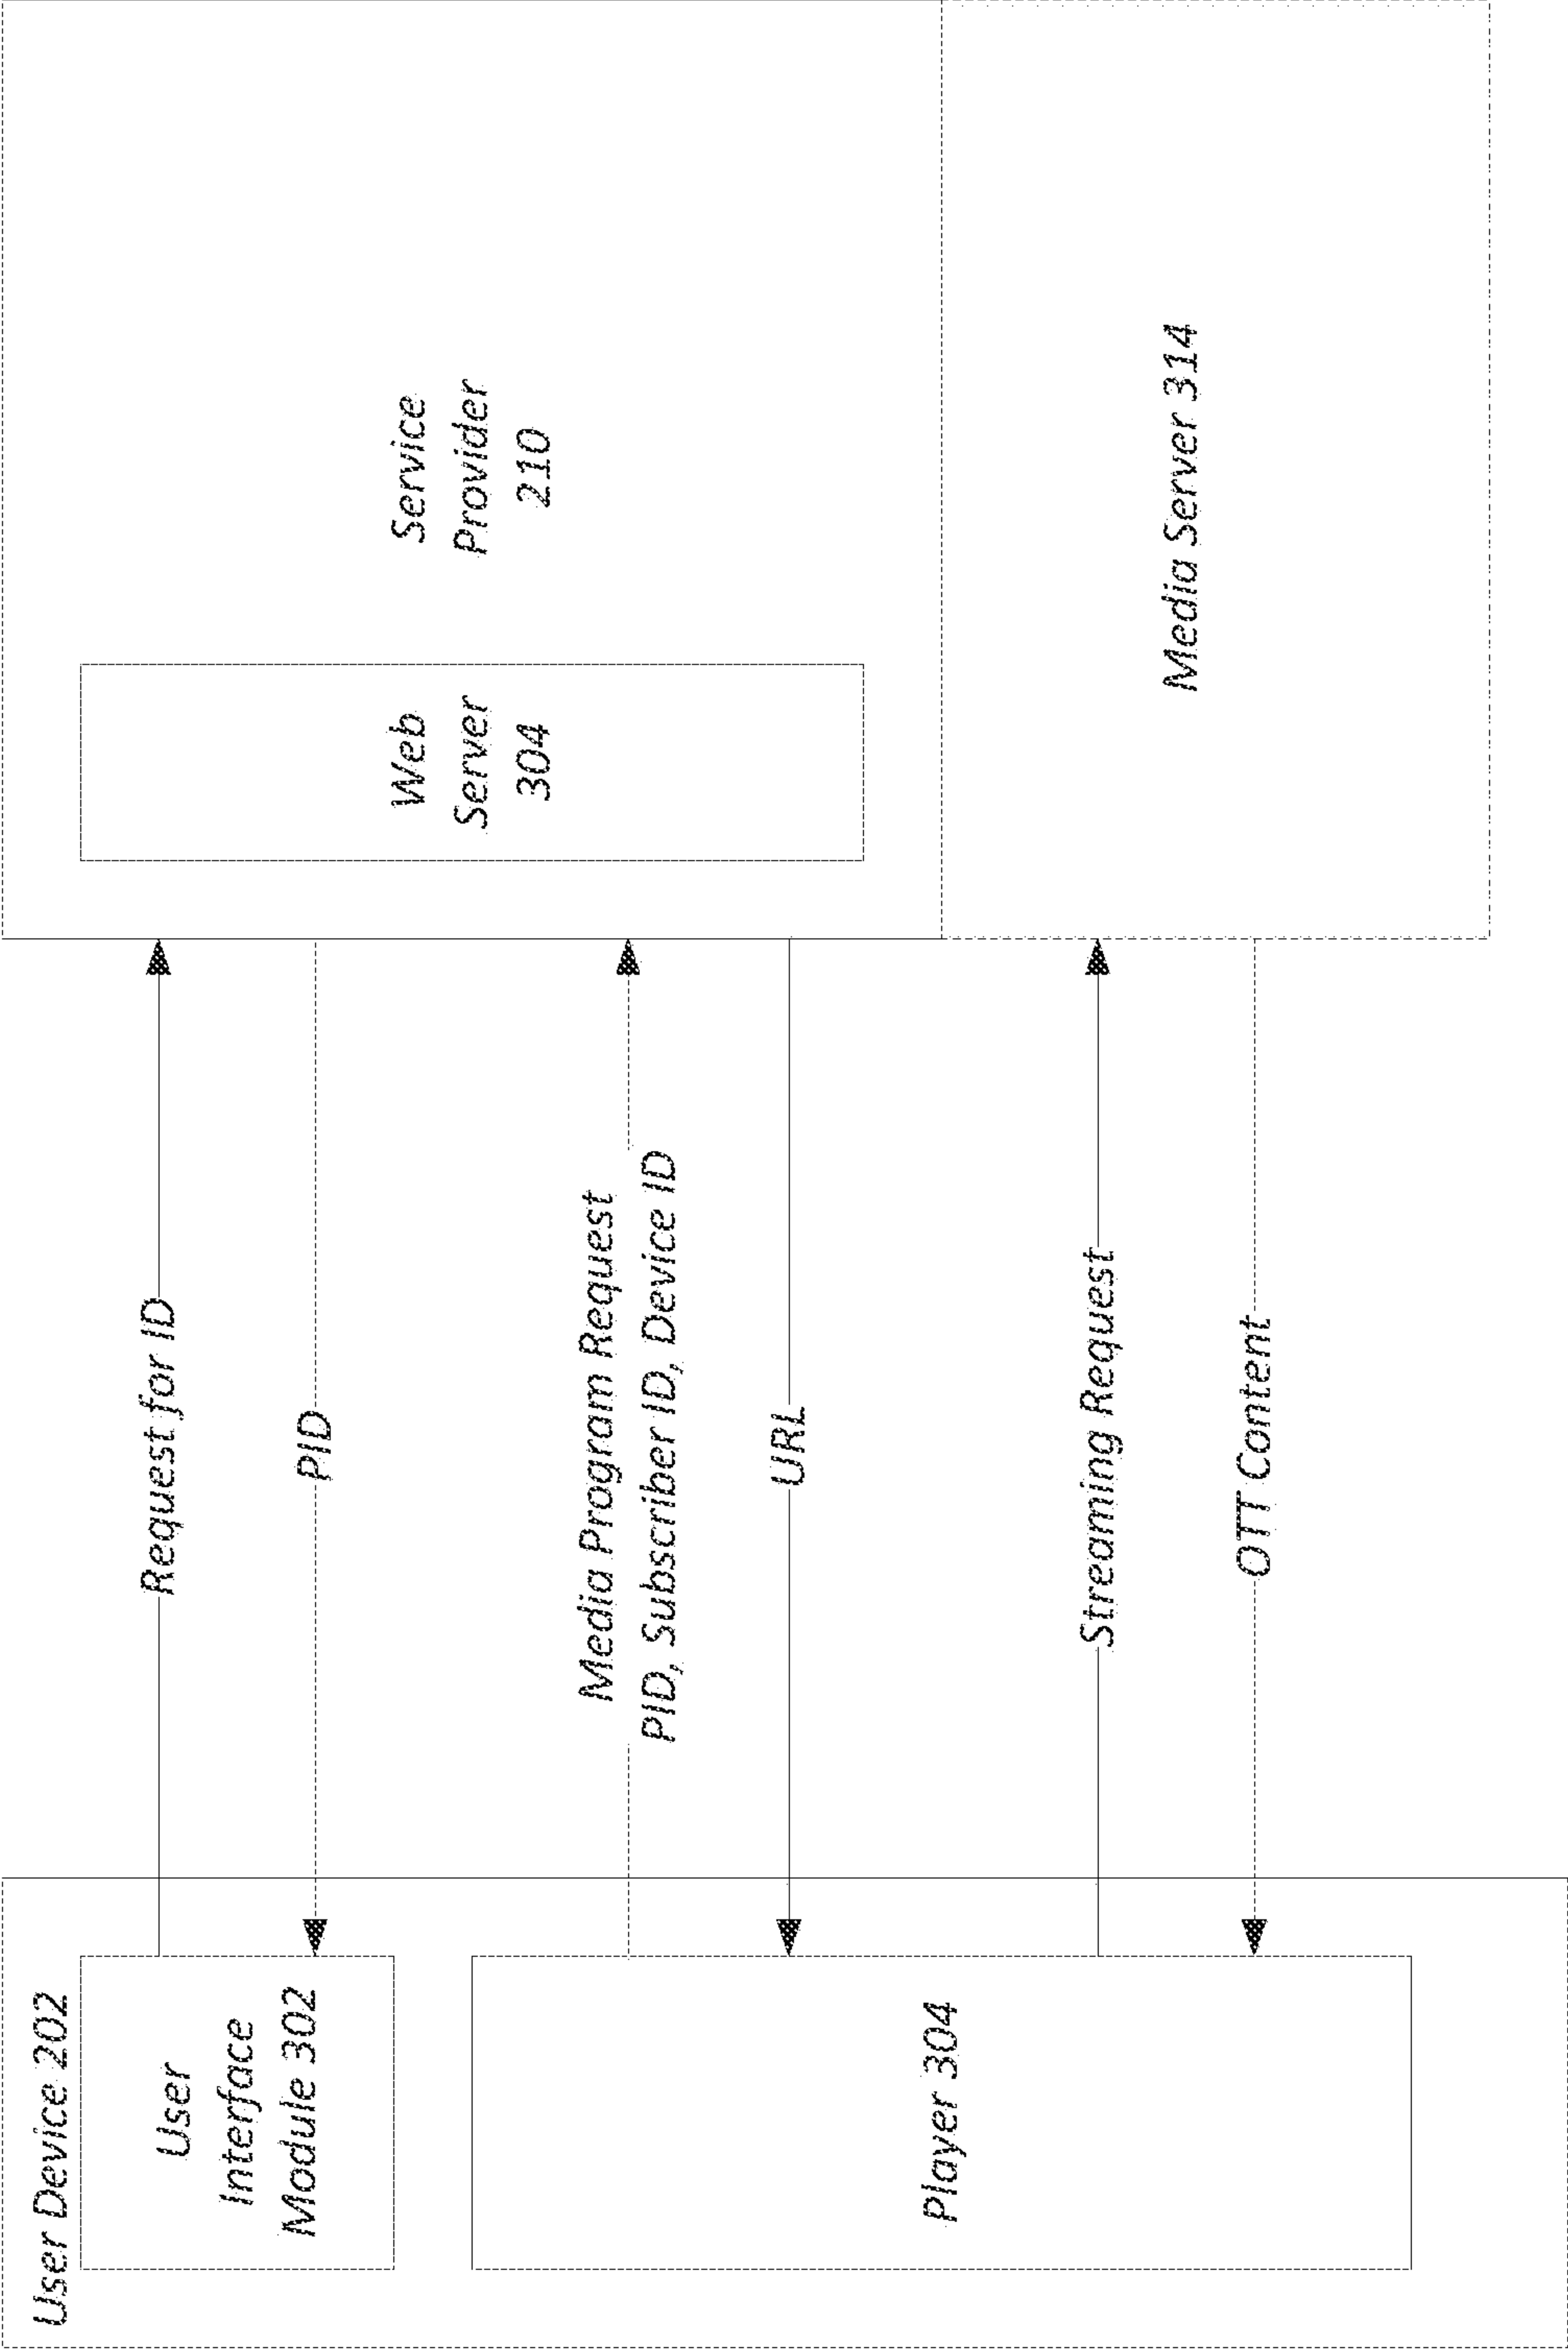 User Device 202
User
Interface
Module 302
Player 304
Request for ID
PID
Media Program Request
PID, Subscriber ID, Device ID
URL
Streaming Request
OTT Content
Web
Server
304
Service
Provider
210
Media Server 314